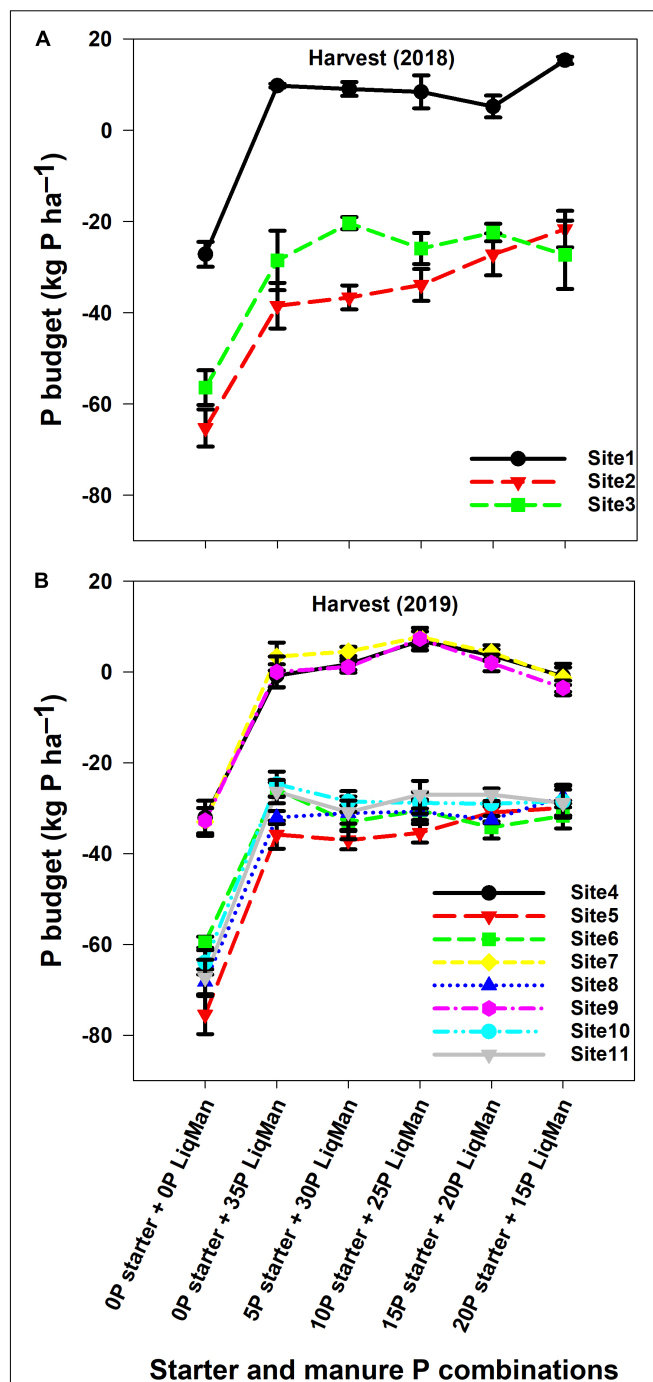 A
Harvest (2018)
20
0
-20
-40
-60
-80
P budget (kg P ha⁻¹)
Site1
Site2
Site3
B
Harvest (2019)
20
0
-20
-40
-60
-80
P budget (kg P ha⁻¹)
Site4
Site5
Site6
Site7
Site8
Site9
Site10
Site11
0P starter + 0P LiqMan
0P starter + 35P LiqMan
5P starter + 30P LiqMan
10P starter + 25P LiqMan
15P starter + 20P LiqMan
20P starter + 15P LiqMan
Starter and manure P combinations